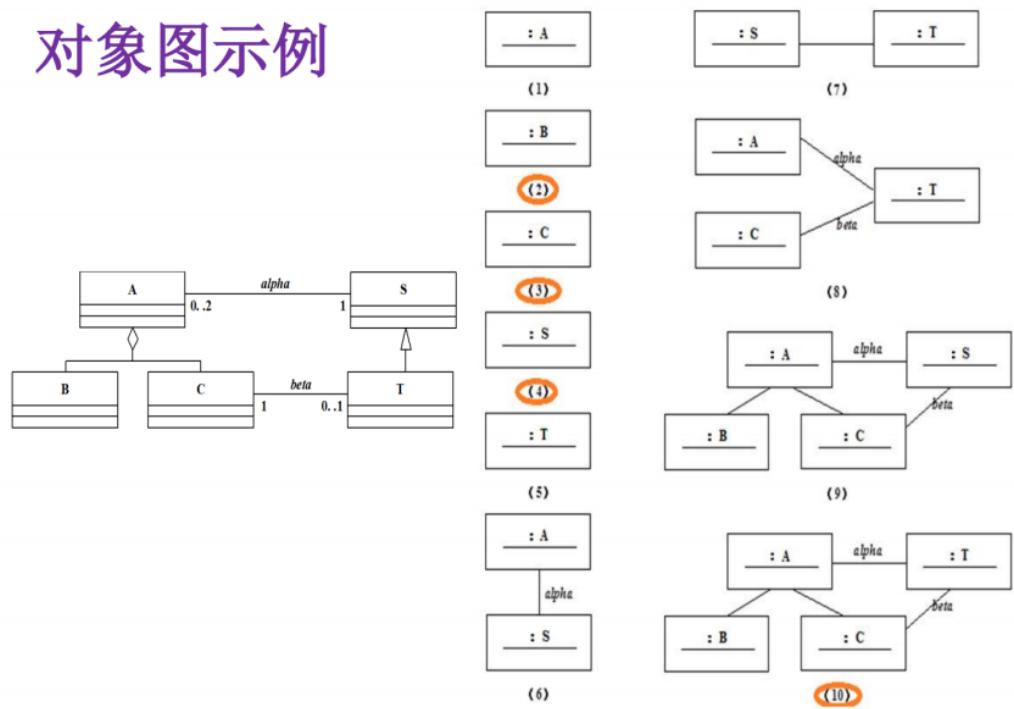 对象图示例
A
alpha
S
0..2
1
B
C
beta
T
1
0..1
: A
(1)
: B
(2)
: C
(3)
: S
(4)
: T
(5)
: A
alpha
: S
(6)
: S
: T
(7)
: A
alpha
: T
: C
beta
(8)
: A
alpha
: S
beta
: B
: C
(9)
: A
alpha
: T
beta
: B
: C
(10)